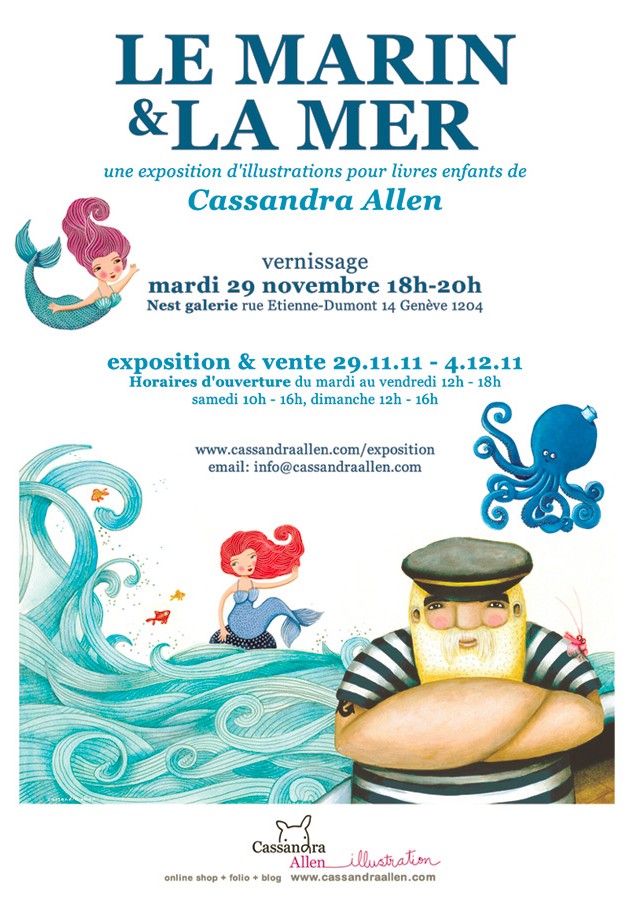 LE MARIN
& LA MER
une exposition d'illustrations pour livres enfants de
Cassandra Allen
vernissage
mardi 29 novembre 18h-20h
Nest galerie rue Etienne-Dumont 14 Genève 1204
exposition & vente 29.11.11 - 4.12.11
Horaires d'ouverture du mardi au vendredi 12h - 18h
samedi 10h - 16h, dimanche 12h - 16h
www.cassandraallen.com/exposition
email: info@cassandraallen.com
Cassandra
Allen illustration
online shop + folio + blog www.cassandraallen.com